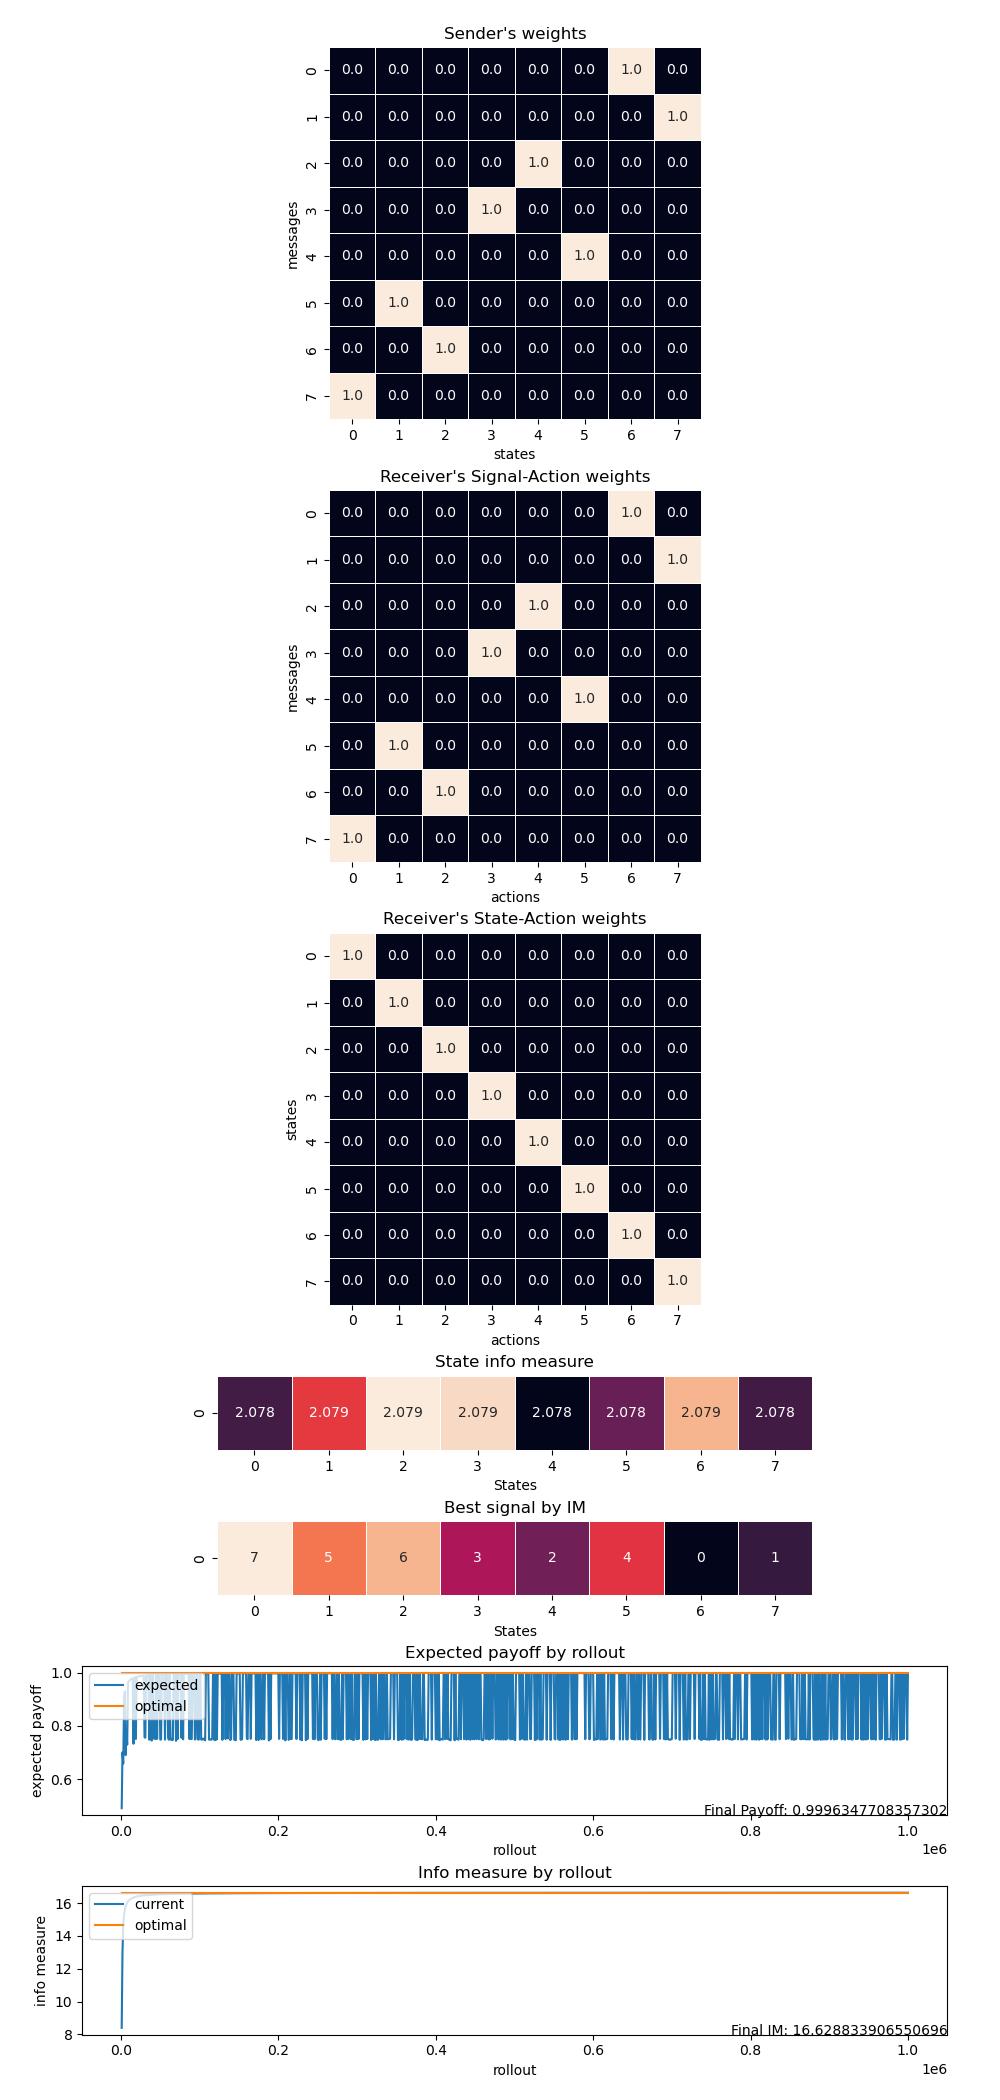 Sender's weights
0 0.0 0.0 0.0 0.0 0.0 0.0 1.0 0.0
1 0.0 0.0 0.0 0.0 0.0 0.0 0.0 1.0
2 0.0 0.0 0.0 0.0 1.0 0.0 0.0 0.0
3 0.0 0.0 0.0 1.0 0.0 0.0 0.0 0.0
4 0.0 0.0 0.0 0.0 0.0 1.0 0.0 0.0
5 0.0 1.0 0.0 0.0 0.0 0.0 0.0 0.0
6 0.0 0.0 1.0 0.0 0.0 0.0 0.0 0.0
7 1.0 0.0 0.0 0.0 0.0 0.0 0.0 0.0
messages
0 1 2 3 4 5 6 7
states
Receiver's Signal-Action weights
0 0.0 0.0 0.0 0.0 0.0 0.0 1.0 0.0
1 0.0 0.0 0.0 0.0 0.0 0.0 0.0 1.0
2 0.0 0.0 0.0 0.0 1.0 0.0 0.0 0.0
3 0.0 0.0 0.0 1.0 0.0 0.0 0.0 0.0
4 0.0 0.0 0.0 0.0 0.0 1.0 0.0 0.0
5 0.0 1.0 0.0 0.0 0.0 0.0 0.0 0.0
6 0.0 0.0 1.0 0.0 0.0 0.0 0.0 0.0
7 1.0 0.0 0.0 0.0 0.0 0.0 0.0 0.0
messages
0 1 2 3 4 5 6 7
actions
Receiver's State-Action weights
0 1.0 0.0 0.0 0.0 0.0 0.0 0.0 0.0
1 0.0 1.0 0.0 0.0 0.0 0.0 0.0 0.0
2 0.0 0.0 1.0 0.0 0.0 0.0 0.0 0.0
3 0.0 0.0 0.0 1.0 0.0 0.0 0.0 0.0
4 0.0 0.0 0.0 0.0 1.0 0.0 0.0 0.0
5 0.0 0.0 0.0 0.0 0.0 1.0 0.0 0.0
6 0.0 0.0 0.0 0.0 0.0 0.0 1.0 0.0
7 0.0 0.0 0.0 0.0 0.0 0.0 0.0 1.0
states
0 1 2 3 4 5 6 7
actions
State info measure
0 2.078 2.079 2.079 2.079 2.078 2.078 2.079 2.078
0 1 2 3 4 5 6 7
States
Best signal by IM
0 7 5 6 3 2 4 0 1
0 1 2 3 4 5 6 7
States
Expected payoff by rollout
expected payoff
1.0
0.8
0.6
expected
optimal
Final Payoff: 0.9996347708357302
0.0 0.2 0.4 0.6 0.8 1.0
1e6
rollout
Info measure by rollout
info measure
16
14
12
10
8
current
optimal
Final IM: 16.628833906550696
0.0 0.2 0.4 0.6 0.8 1.0
1e6
rollout